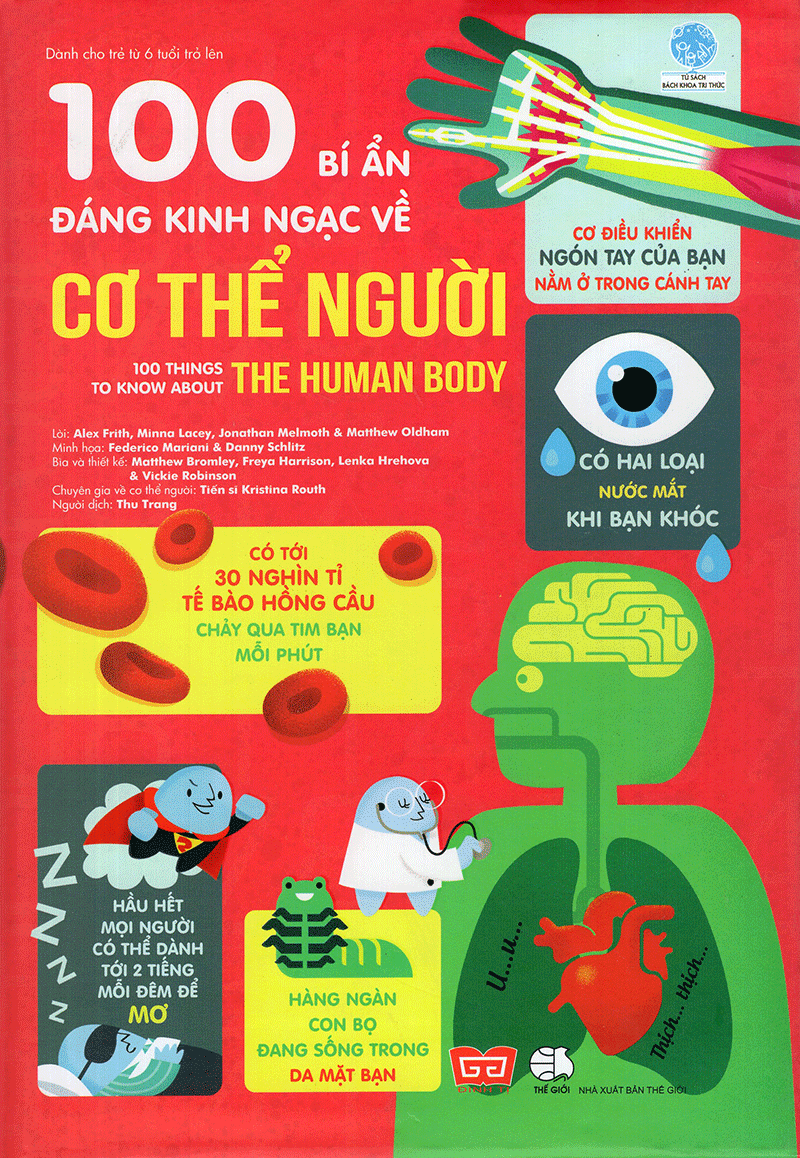 Dành cho trẻ từ 6 tuổi trở lên
TỦ SÁCH
BÁCH KHOA TRI THỨC
100 BÍ ẨN
ĐÁNG KINH NGẠC VỀ
CƠ THỂ NGƯỜI
100 THINGS
TO KNOW ABOUT THE HUMAN BODY
Lời: Alex Frith, Minna Lacey, Jonathan Melmoth & Matthew Oldham
Minh họa: Federico Mariani & Danny Schlitz
Bìa và thiết kế: Matthew Bromley, Freya Harrison, Lenka Hrehova
& Vickie Robinson
Chuyên gia về cơ thể người: Tiến sĩ Kristina Routh
Người dịch: Thu Trang
CƠ ĐIỀU KHIỂN
NGÓN TAY CỦA BẠN
NẰM Ở TRONG CÁNH TAY
CÓ HAI LOẠI
NƯỚC MẮT
KHI BẠN KHÓC
CÓ TỚI
30 NGHÌN TỈ
TẾ BÀO HỒNG CẦU
CHẢY QUA TIM BẠN
MỖI PHÚT
N N N N N
HẦU HẾT
MỌI NGƯỜI
CÓ THỂ DÀNH
TỚI 2 TIẾNG
MỖI ĐÊM ĐỂ
MƠ
HÀNG NGÀN
CON BỌ
ĐANG SỐNG TRONG
DA MẶT BẠN
U...u...
Thịch... thịch...
ĐINH TỊ
THẾ GIỚI
NHÀ XUẤT BẢN THẾ GIỚI